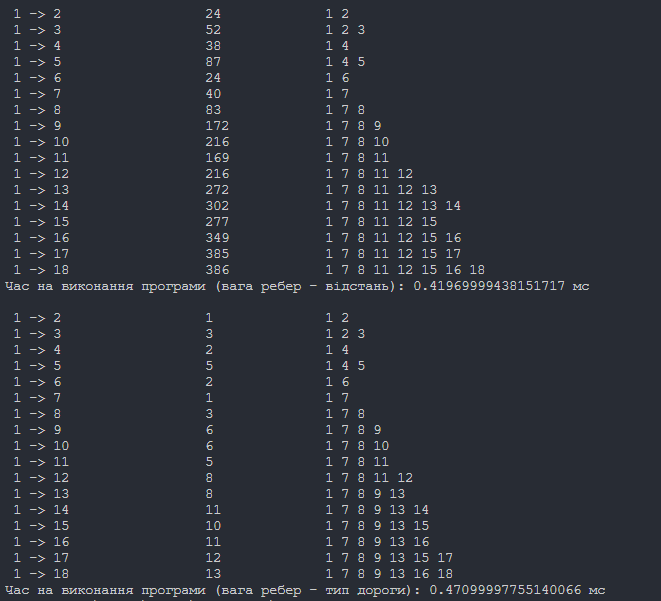 1 -> 2 24 1 2
1 -> 3 52 1 2 3
1 -> 4 38 1 4
1 -> 5 87 1 4 5
1 -> 6 24 1 6
1 -> 7 40 1 7
1 -> 8 83 1 7 8
1 -> 9 172 1 7 8 9
1 -> 10 216 1 7 8 10
1 -> 11 169 1 7 8 11
1 -> 12 216 1 7 8 11 12
1 -> 13 272 1 7 8 11 12 13
1 -> 14 302 1 7 8 11 12 13 14
1 -> 15 277 1 7 8 11 12 15
1 -> 16 349 1 7 8 11 12 15 16
1 -> 17 385 1 7 8 11 12 15 17
1 -> 18 386 1 7 8 11 12 15 16 18
Час на виконання програми (вага ребер - відстань): 0.41969999438151717 мс
1 -> 2 1 1 2
1 -> 3 3 1 2 3
1 -> 4 2 1 4
1 -> 5 5 1 4 5
1 -> 6 2 1 6
1 -> 7 1 1 7
1 -> 8 3 1 7 8
1 -> 9 6 1 7 8 9
1 -> 10 6 1 7 8 10
1 -> 11 5 1 7 8 11
1 -> 12 8 1 7 8 11 12
1 -> 13 8 1 7 8 9 13
1 -> 14 11 1 7 8 9 13 14
1 -> 15 10 1 7 8 9 13 15
1 -> 16 11 1 7 8 9 13 16
1 -> 17 12 1 7 8 9 13 15 17
1 -> 18 13 1 7 8 9 13 16 18
Час на виконання програми (вага ребер - тип дороги): 0.47099997755140066 мс